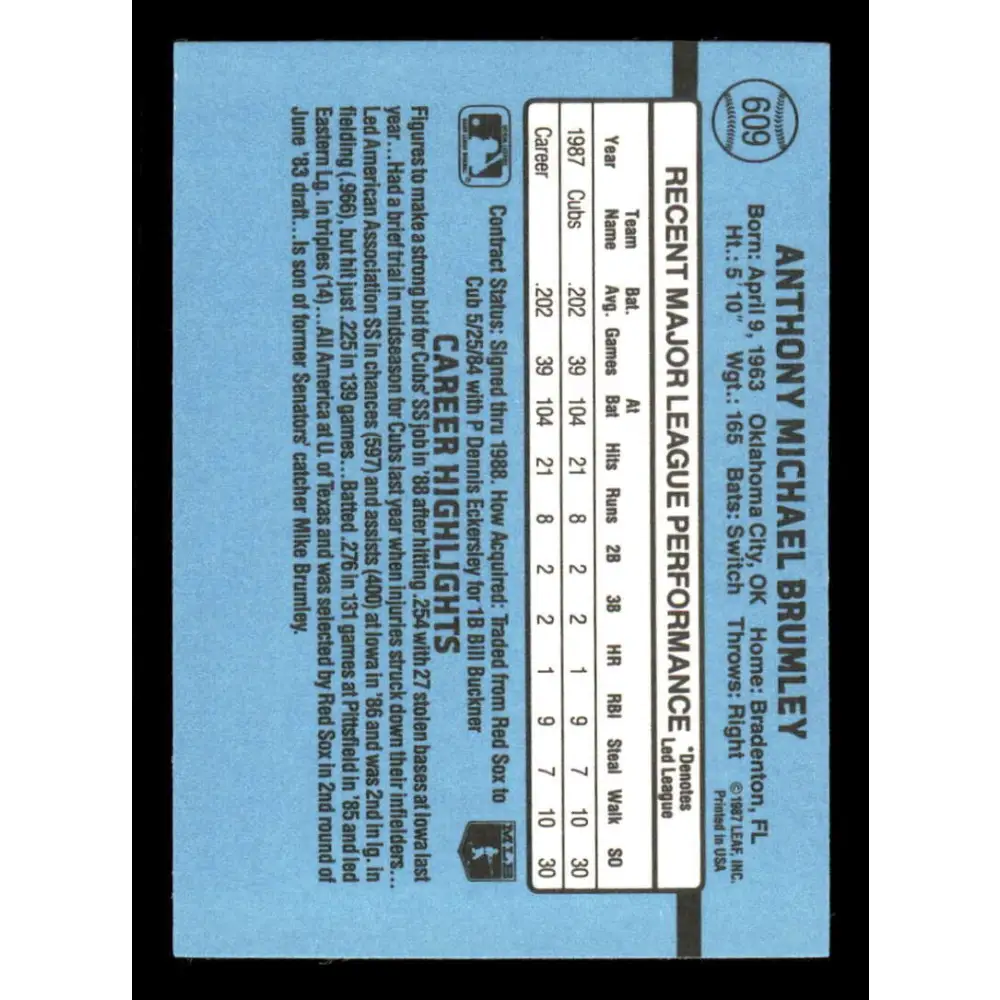 609
ANTHONY MICHAEL BRUMLEY
Born: April 9, 1963 Oklahoma City, OK Home: Bradenton, FL
Ht.: 5' 10" Wgt.: 165 Bats: Switch Throws: Right
©1987 LEAF, INC.
Printed in USA
RECENT MAJOR LEAGUE PERFORMANCE
*Denotes
Led League
Team Bat. At
Year Name Avg. Games Bat Hits Runs 2B 3B HR RBI Steal Walk SO
1987 Cubs .202 39 104 21 8 2 2 1 9 7 10 30
Career .202 39 104 21 8 2 2 1 9 7 10 30
Contract Status: Signed thru 1988. How Acquired: Traded from Red Sox to
Cub 5/25/84 with P Dennis Eckersley for 1B Bill Buckner
MLB
CAREER HIGHLIGHTS
Figures to make a strong bid for Cubs' SS job in '88 after hitting .254 with 27 stolen bases at Iowa last
year...Had a brief trial in midseason for Cubs last year when injuries struck down their infielders...
Led American Association SS in chances (597) and assists (400) at Iowa in '86 and was 2nd in lg. in
fielding (.966), but hit just .225 in 139 games...Batted .276 in 131 games at Pittsfield in '85 and led
Eastern Lg. in triples (14)...All America at U. of Texas and was selected by Red Sox in 2nd round of
June '83 draft...Is son of former Senators' catcher Mike Brumley.